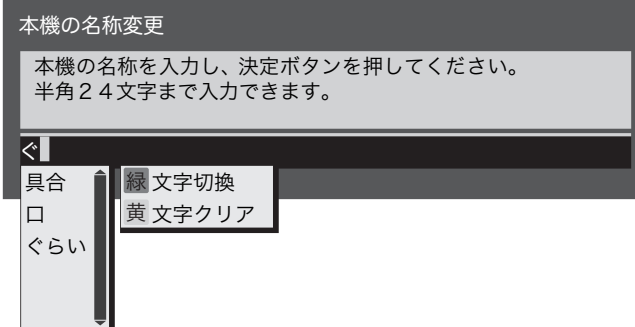 本機の名称変更
本機の名称を入力し、決定ボタンを押してください。
半角24文字まで入力できます。
ぐ
具合
口
ぐらい
緑 文字切換
黄 文字クリア